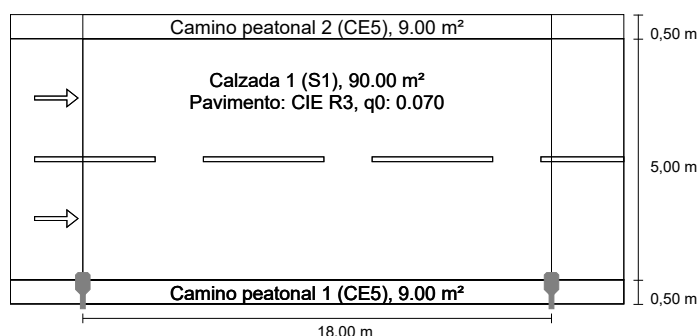 Camino peatonal 2 (CE5), 9.00 m²
0,50 m
Calzada 1 (S1), 90.00 m²
Pavimento: CIE R3, q0: 0.070
5,00 m
Camino peatonal 1 (CE5), 9.00 m²
0,50 m
18.00 m